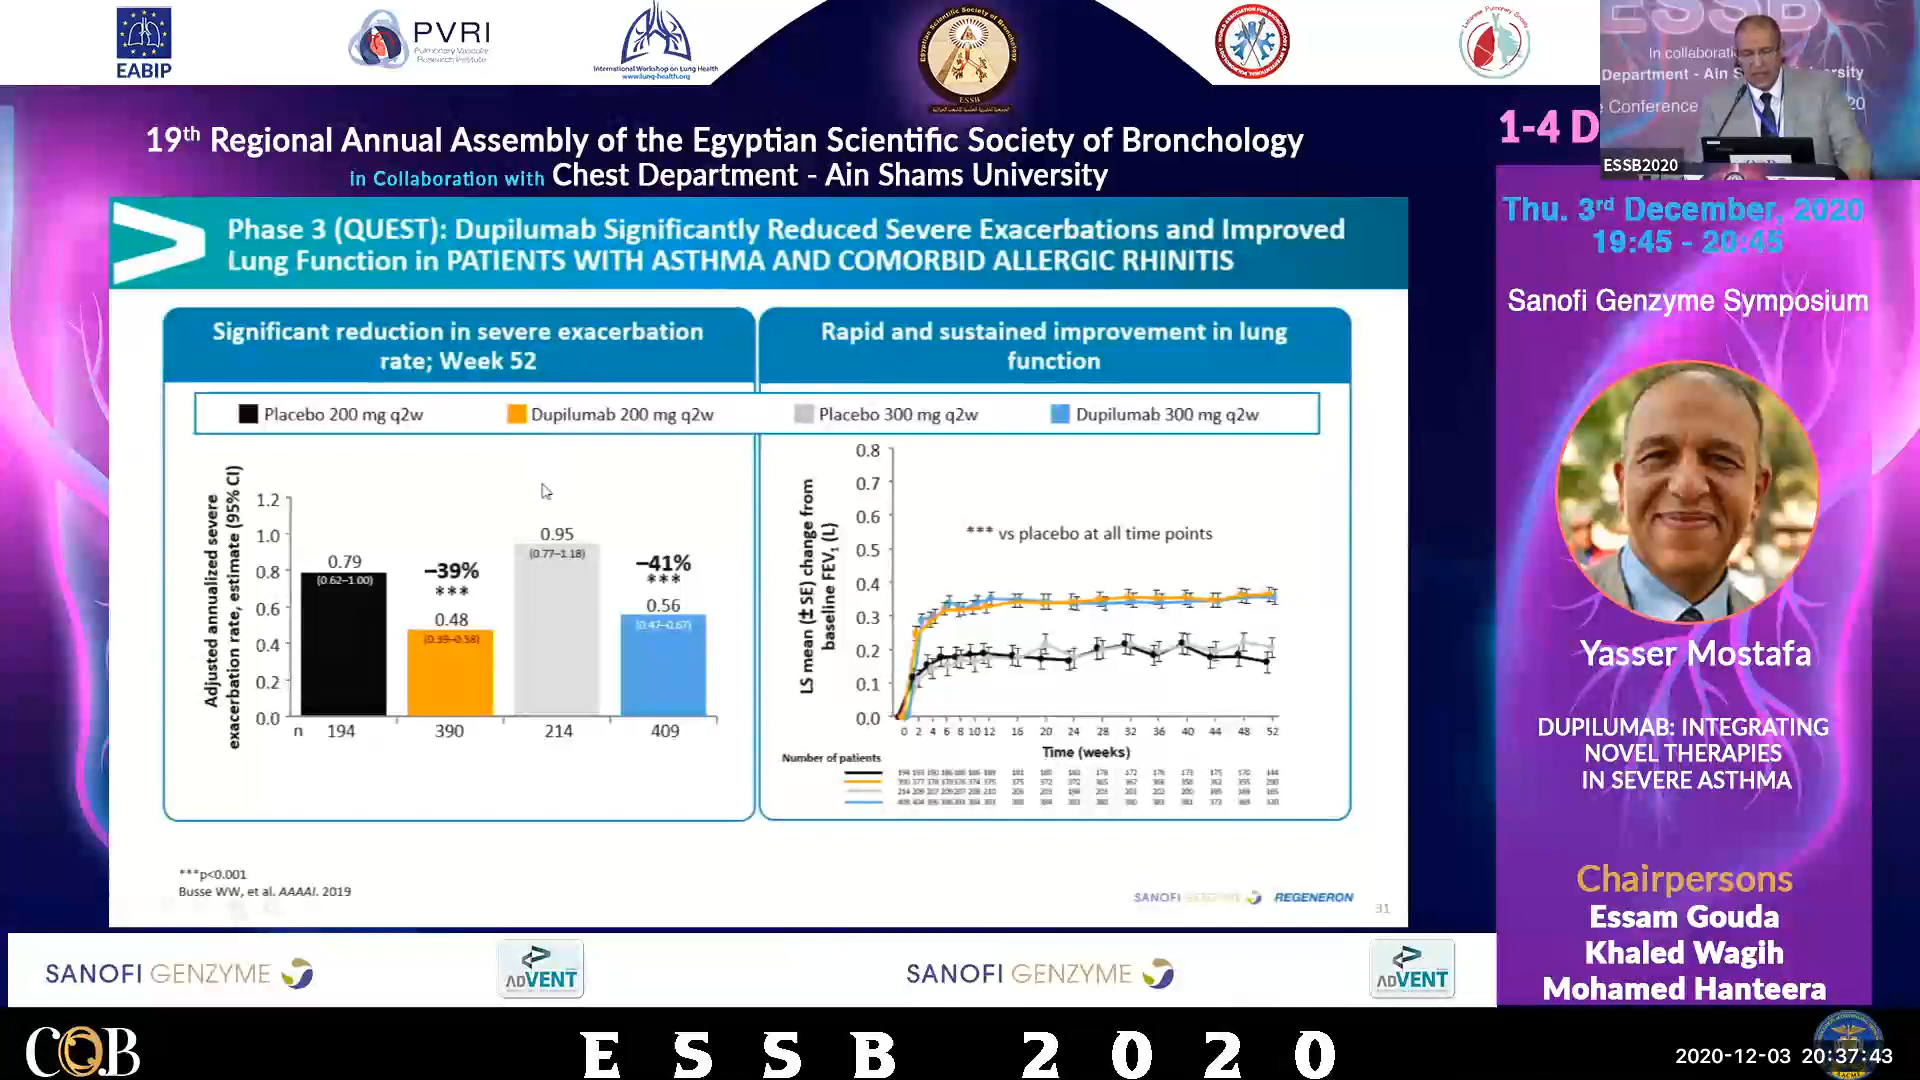 EABIP
PVRI
Pulmonary Vascular
Research Institute
International Workshop on Lung Health
www.lung-health.org
Egyptian Scientific Society of Bronchology
ESSB
ESSB
In collaborati
Department - Ain S
rsity
Conference
20
ESSB2020
19th Regional Annual Assembly of the Egyptian Scientific Society of Bronchology
in Collaboration with Chest Department - Ain Shams University
1-4 D
Thu. 3rd December, 2020
19:45 - 20:45
Sanofi Genzyme Symposium
Yasser Mostafa
DUPILUMAB: INTEGRATING
NOVEL THERAPIES
IN SEVERE ASTHMA
Chairpersons
Essam Gouda
Khaled Wagih
Mohamed Hanteera
Phase 3 (QUEST): Dupilumab Significantly Reduced Severe Exacerbations and Improved
Lung Function in PATIENTS WITH ASTHMA AND COMORBID ALLERGIC RHINITIS
Significant reduction in severe exacerbation
rate; Week 52
Rapid and sustained improvement in lung
function
Placebo 200 mg q2w
Dupilumab 200 mg q2w
Placebo 300 mg q2w
Dupilumab 300 mg q2w
Adjusted annualized severe
exacerbation rate, estimate (95% CI)
1.2
1.0
0.8
0.6
0.4
0.2
0.0
0.79
(0.62–1.00)
–39%
***
0.48
(0.39–0.58)
0.95
(0.77–1.18)
–41%
***
0.56
(0.47–0.67)
n 194 390 214 409
LS mean (± SE) change from
baseline FEV1 (L)
0.8
0.7
0.6
0.5
0.4
0.3
0.2
0.1
0.0
*** vs placebo at all time points
0 2 4 6 8 10 12 16 20 24 28 32 36 40 44 48 52
Time (weeks)
Number of patients
***p<0.001
Busse WW, et al. AAAAI. 2019
SANOFI GENZYME
REGENERON
31
SANOFI GENZYME
ADVENT
SANOFI GENZYME
ADVENT
CQB
ESSB 2020
2020-12-03 20:37:43